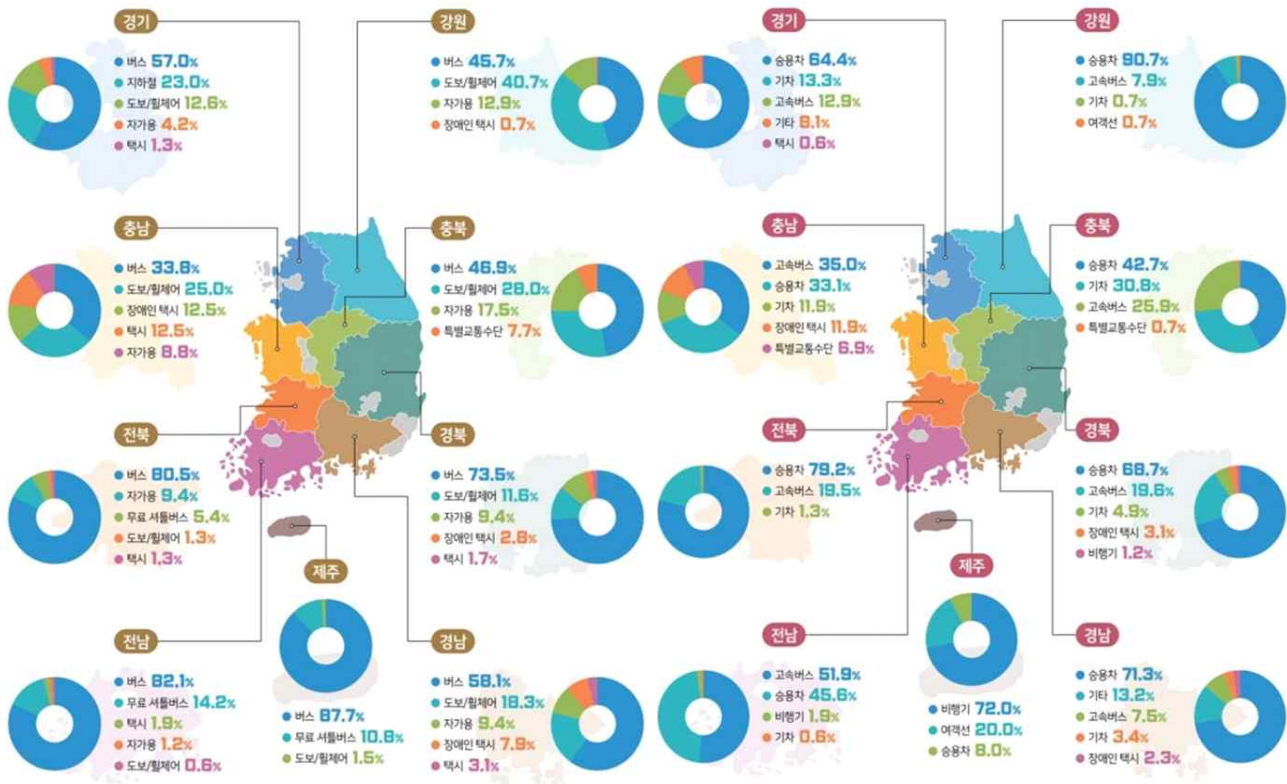 경기
버스 57.0%
지하철 23.0%
도보/휠체어 12.6%
자가용 4.2%
택시 1.3%
강원
버스 45.7%
도보/휠체어 40.7%
자가용 12.9%
장애인 택시 0.7%
충남
버스 33.8%
도보/휠체어 25.0%
장애인 택시 12.5%
택시 12.5%
자가용 8.8%
충북
버스 46.9%
도보/휠체어 28.0%
자가용 17.5%
특별교통수단 7.7%
전북
버스 80.5%
자가용 9.4%
무료 셔틀버스 5.4%
도보/휠체어 1.3%
택시 1.3%
경북
버스 73.5%
도보/휠체어 11.6%
자가용 9.4%
장애인 택시 2.8%
택시 1.7%
제주
버스 87.7%
무료 셔틀버스 10.8%
도보/휠체어 1.5%
전남
버스 82.1%
무료 셔틀버스 14.2%
택시 1.9%
자가용 1.2%
도보/휠체어 0.6%
경남
버스 58.1%
도보/휠체어 18.3%
자가용 9.4%
장애인 택시 7.9%
택시 3.1%
경기
승용차 64.4%
기차 13.3%
고속버스 12.9%
기타 8.1%
택시 0.6%
강원
승용차 90.7%
고속버스 7.9%
기차 0.7%
여객선 0.7%
충남
고속버스 35.0%
승용차 33.1%
기차 11.9%
장애인 택시 11.9%
특별교통수단 6.9%
충북
승용차 42.7%
기차 30.8%
고속버스 25.9%
특별교통수단 0.7%
전북
승용차 79.2%
고속버스 19.5%
기차 1.3%
경북
승용차 68.7%
고속버스 19.6%
기차 4.9%
장애인 택시 3.1%
비행기 1.2%
제주
비행기 72.0%
여객선 20.0%
승용차 8.0%
전남
고속버스 51.9%
승용차 45.6%
비행기 1.9%
기차 0.6%
경남
승용차 71.3%
기타 13.2%
고속버스 7.5%
기차 3.4%
장애인 택시 2.3%